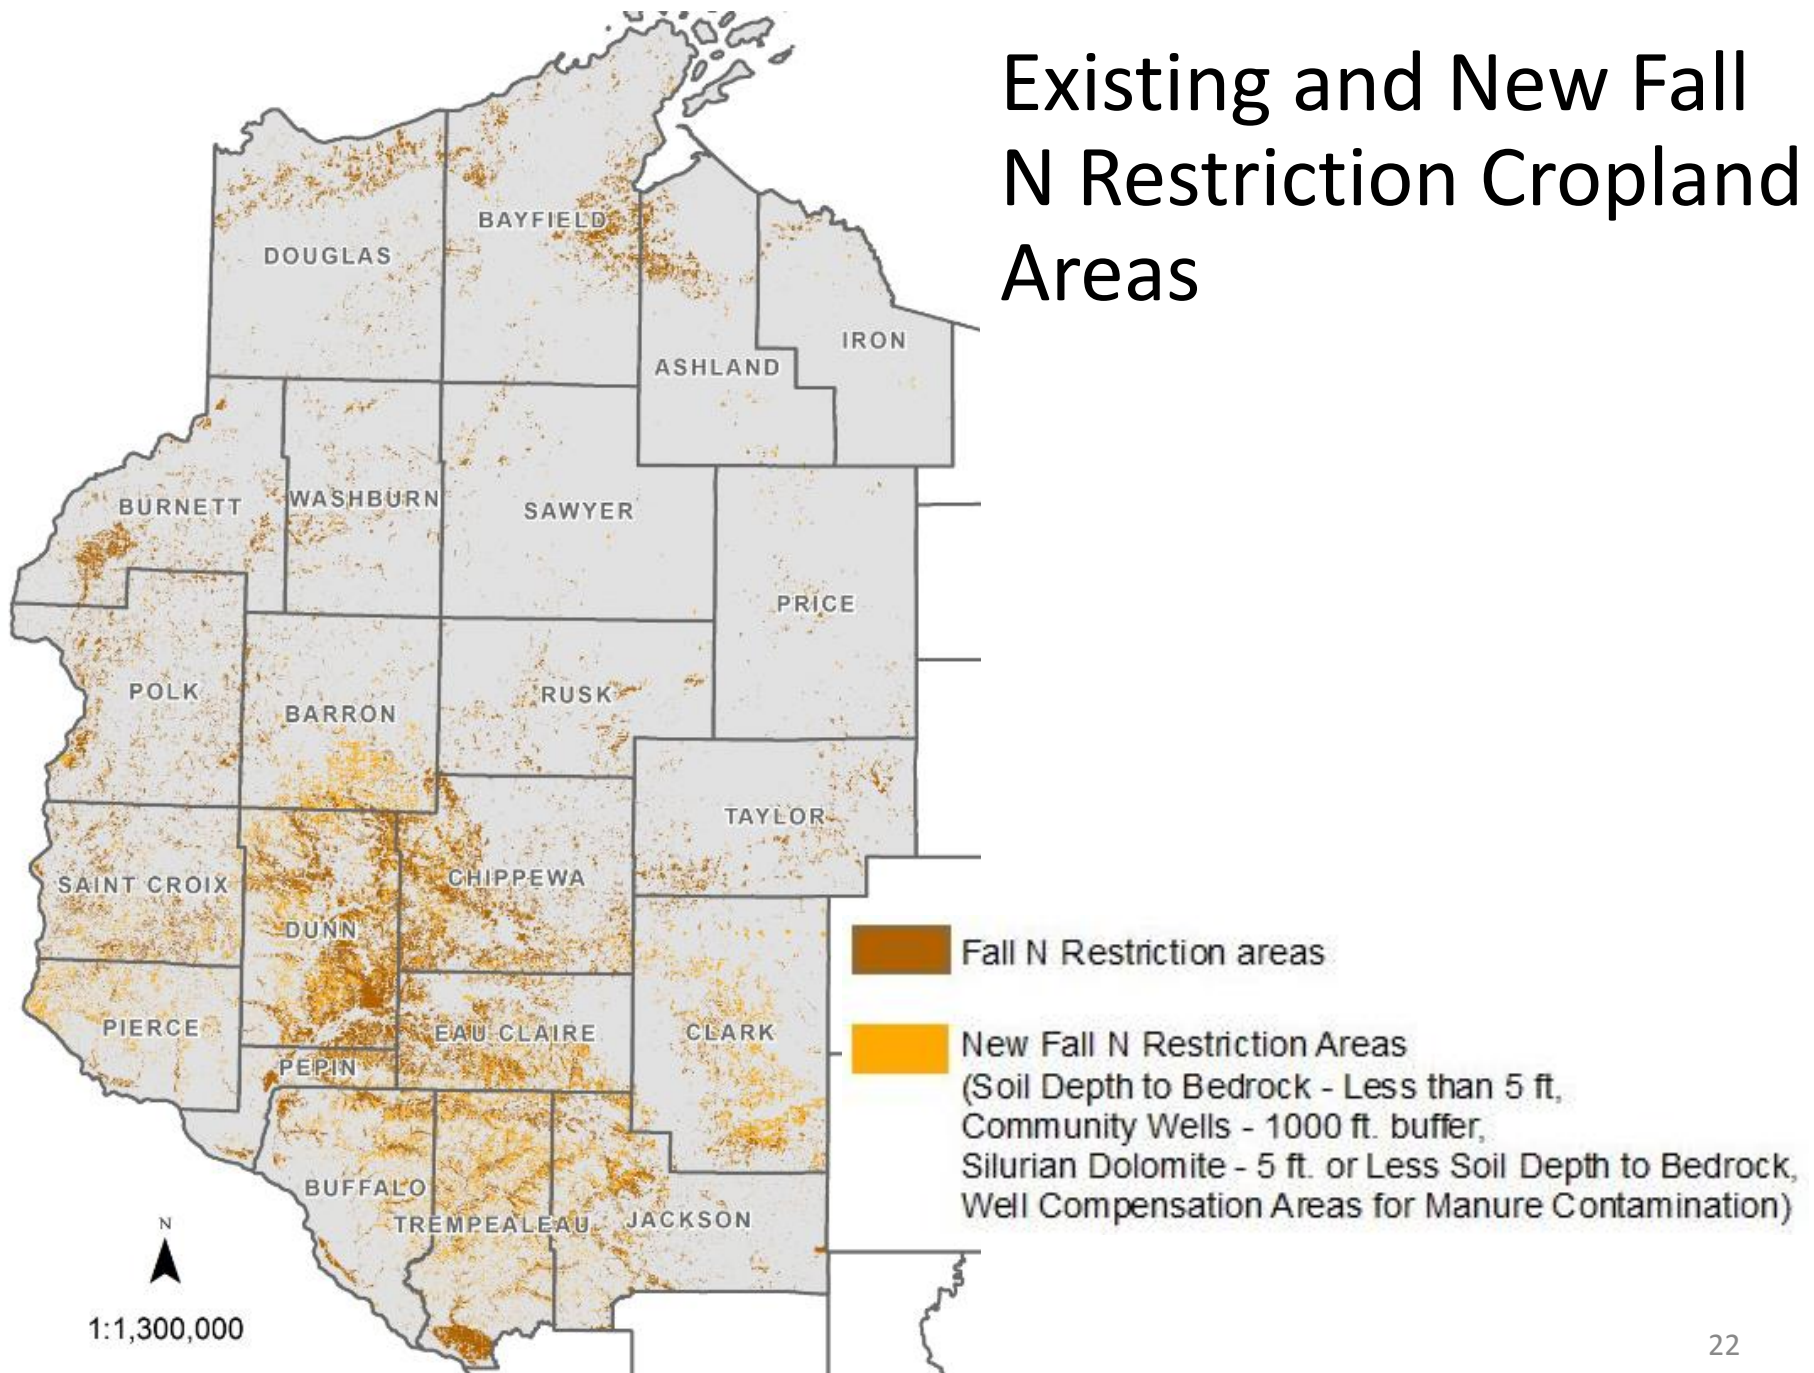 Existing and New Fall
N Restriction Cropland
Areas
BAYFIELD
DOUGLAS
IRON
ASHLAND
BURNETT
WASHBURN
SAWYER
PRICE
POLK
RUSK
BARRON
TAYLOR
CHIPPEWA
SAINT CROIX
DUNN
PIERCE
EAU CLAIRE
CLARK
PEPIN
BUFFALO
TREMPEALEAU
JACKSON
Fall N Restriction areas
New Fall N Restriction Areas
(Soil Depth to Bedrock - Less than 5 ft,
Community Wells - 1000 ft. buffer,
Silurian Dolomite - 5 ft. or Less Soil Depth to Bedrock,
Well Compensation Areas for Manure Contamination)
N
1:1,300,000
22